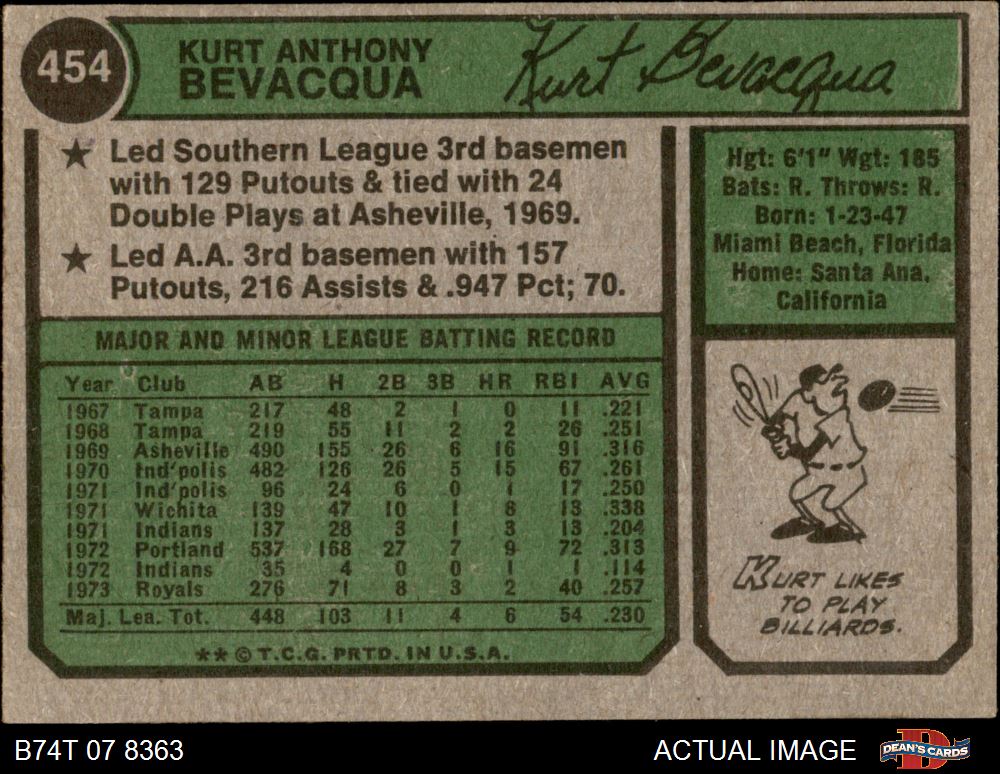 454
KURT ANTHONY
BEVACQUA
Kurt Bevacqua
★ Led Southern League 3rd basemen
with 129 Putouts & tied with 24
Double Plays at Asheville, 1969.
★ Led A.A. 3rd basemen with 157
Putouts, 216 Assists & .947 Pct; 70.
Hgt: 6'1" Wgt: 185
Bats: R. Throws: R.
Born: 1-23-47
Miami Beach, Florida
Home: Santa Ana,
California
MAJOR AND MINOR LEAGUE BATTING RECORD
Year Club AB H 2B 3B HR RBI AVG
1967 Tampa 217 48 2 1 0 11 .221
1968 Tampa 219 55 11 2 2 26 .251
1969 Asheville 490 155 26 6 16 91 .316
1970 Ind'polis 482 126 26 5 15 67 .261
1971 Ind'polis 96 24 6 0 1 17 .250
1971 Wichita 139 47 10 1 8 13 .338
1971 Indians 137 28 3 1 3 13 .204
1972 Portland 537 168 27 7 9 72 .313
1972 Indians 35 4 0 0 1 1 .114
1973 Royals 276 71 8 3 2 40 .257
Maj. Lea. Tot. 448 103 11 4 6 54 .230
** © T.C.G. PRTD. IN U.S.A.
KURT LIKES
TO PLAY
BILLIARDS.
B74T 07 8363
ACTUAL IMAGE
DEAN'S CARDS